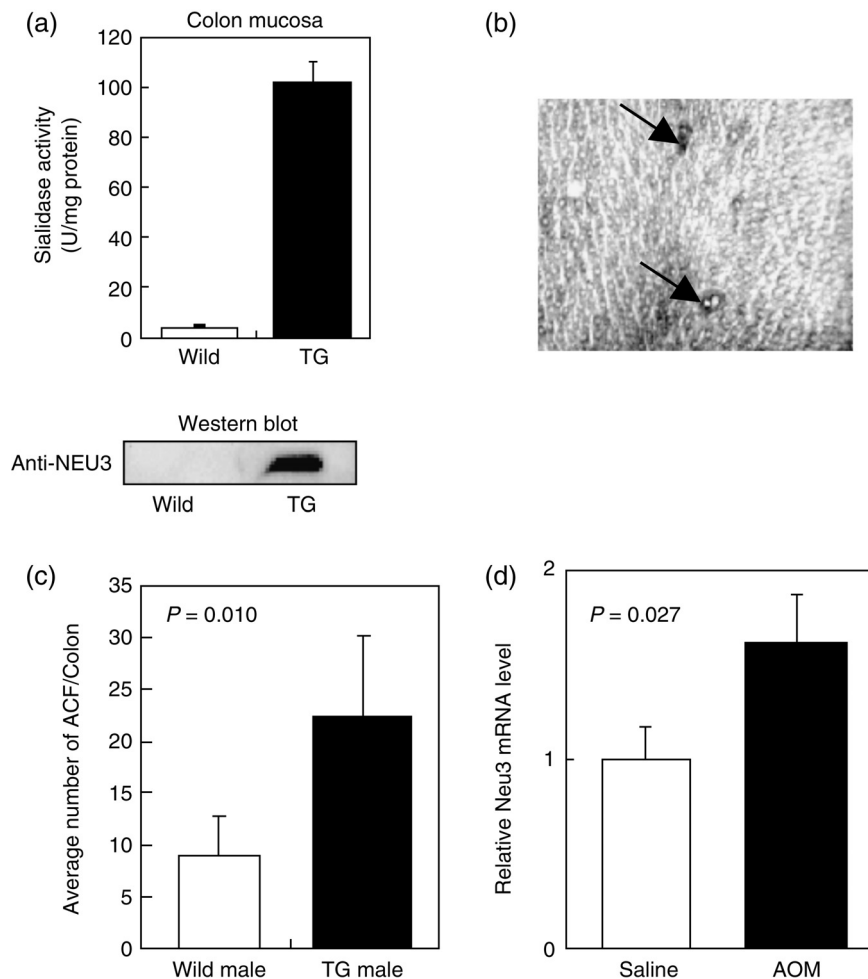 (a)
Colon mucosa
Sialidase activity
(U/mg protein)
120
100
80
60
40
20
0
Wild TG
Western blot
Anti-NEU3
Wild TG
(b)
(c)
Average number of ACF/Colon
35
30
25
20
15
10
5
0
P = 0.010
Wild male TG male
(d)
Relative Neu3 mRNA level
2
1
0
P = 0.027
Saline AOM